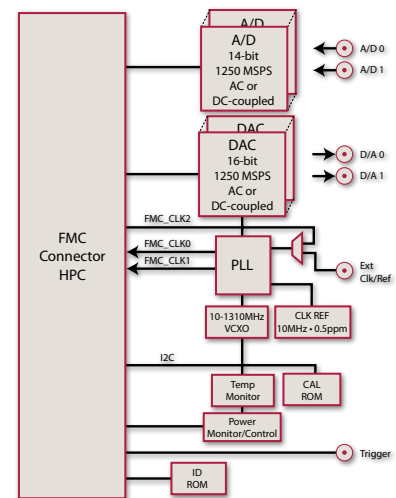 A/D
A/D
14-bit
1250 MSPS
AC or
DC-coupled
A/D 0
A/D 1
DAC
DAC
16-bit
1250 MSPS
AC or
DC-coupled
D/A 0
D/A 1
FMC
Connector
HPC
FMC_CLK2
FMC_CLK0
FMC_CLK1
PLL
Ext
Clk/Ref
10-1310MHz
VCXO
CLK REF
10MHz • 0.5ppm
I2C
Temp
Monitor
CAL
ROM
Power
Monitor/Control
Trigger
ID
ROM